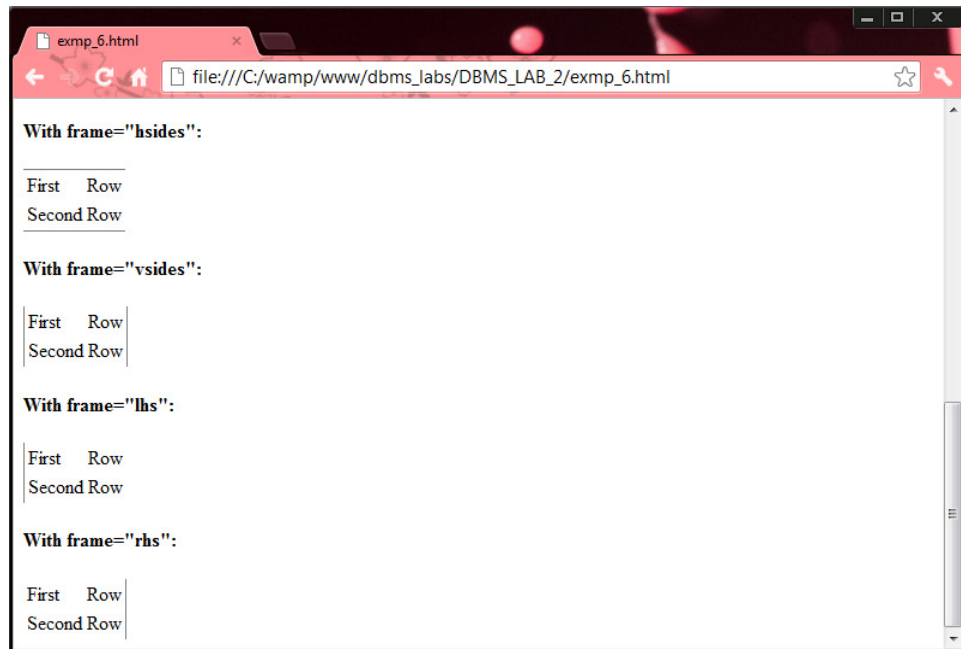 exmp_6.html
file:///C:/wamp/www/dbms_labs/DBMS_LAB_2/exmp_6.html
With frame="hsides":
First Row
Second Row
With frame="vsides":
First Row
Second Row
With frame="lhs":
First Row
Second Row
With frame="rhs":
First Row
Second Row